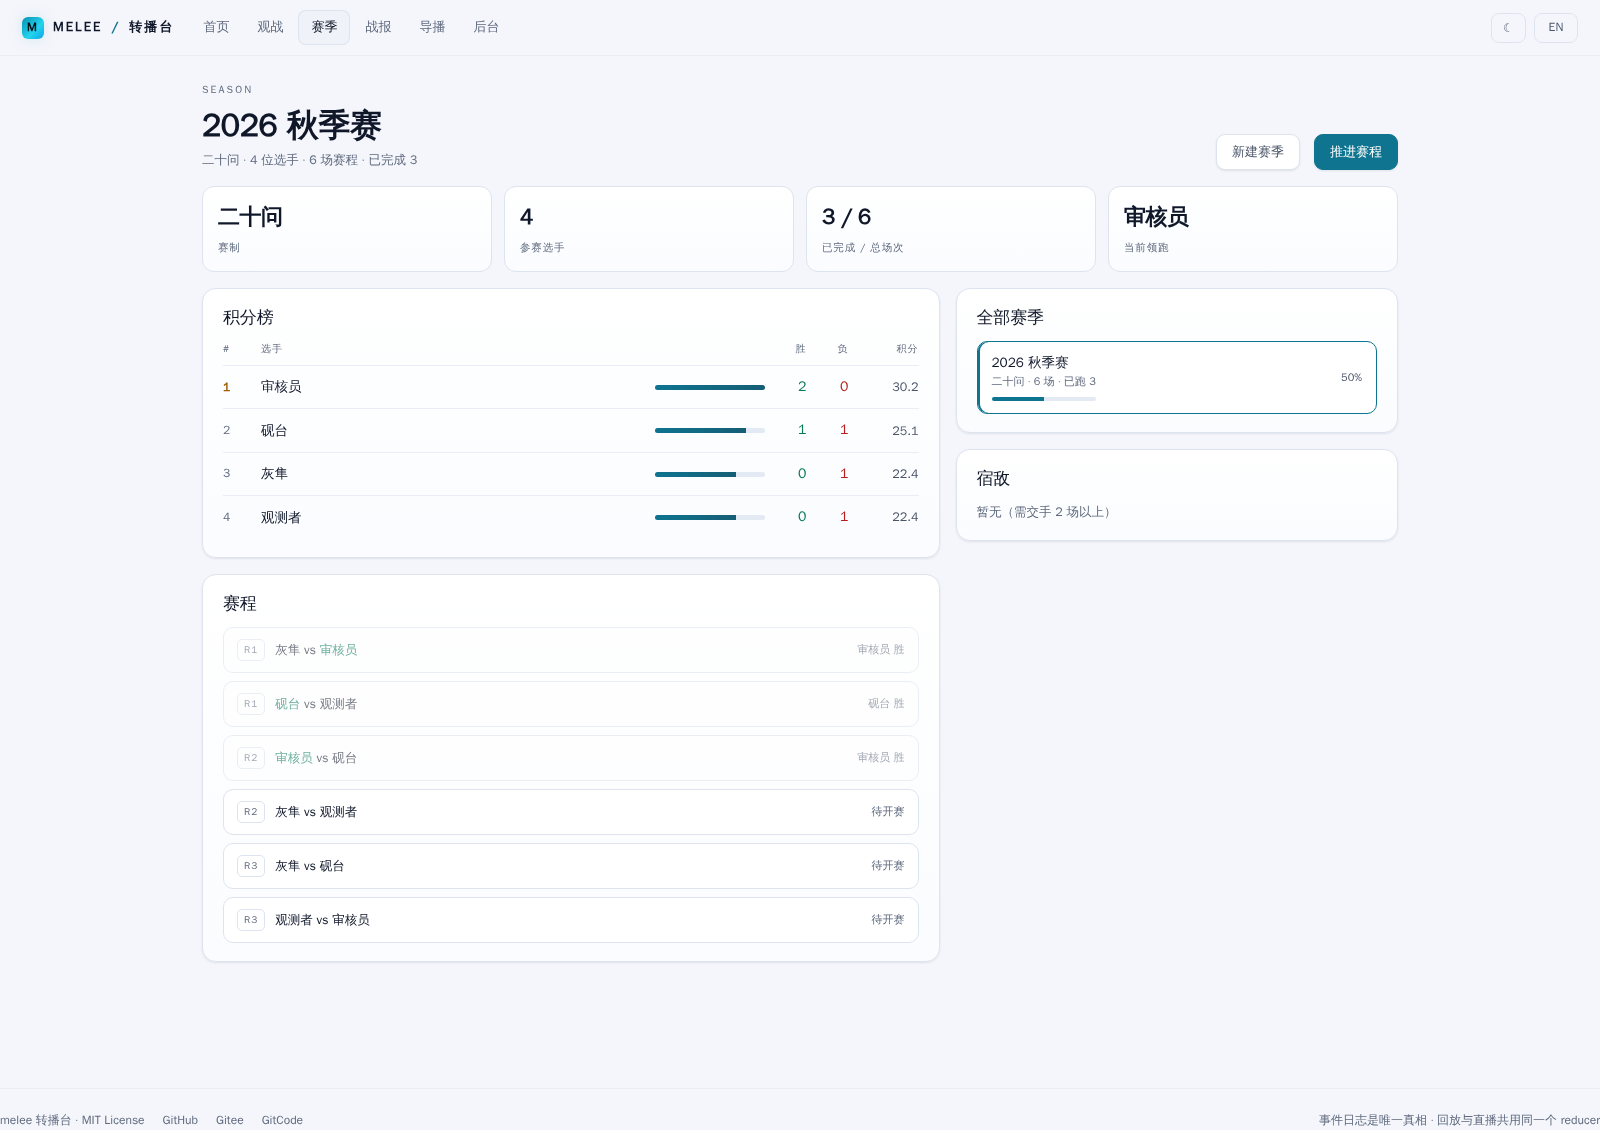 M MELEE / 转播台 首页 观战 赛季 战报 导播 后台 ☾ EN
SEASON
2026 秋季赛
二十问 · 4 位选手 · 6 场赛程 · 已完成 3
新建赛季 推进赛程
二十问
赛制
4
参赛选手
3 / 6
已完成 / 总场次
审核员
当前领跑
积分榜
# 选手 胜 负 积分
1 审核员 2 0 30.2
2 砚台 1 1 25.1
3 灰隼 0 1 22.4
4 观测者 0 1 22.4
全部赛季
2026 秋季赛
二十问 · 6 场 · 已跑 3
50%
宿敌
暂无（需交手 2 场以上）
赛程
R1 灰隼 vs 审核员 审核员 胜
R1 砚台 vs 观测者 砚台 胜
R2 审核员 vs 砚台 审核员 胜
R2 灰隼 vs 观测者 待开赛
R3 灰隼 vs 砚台 待开赛
R3 观测者 vs 审核员 待开赛
melee 转播台 · MIT License GitHub Gitee GitCode
事件日志是唯一真相 · 回放与直播共用同一个 reducer